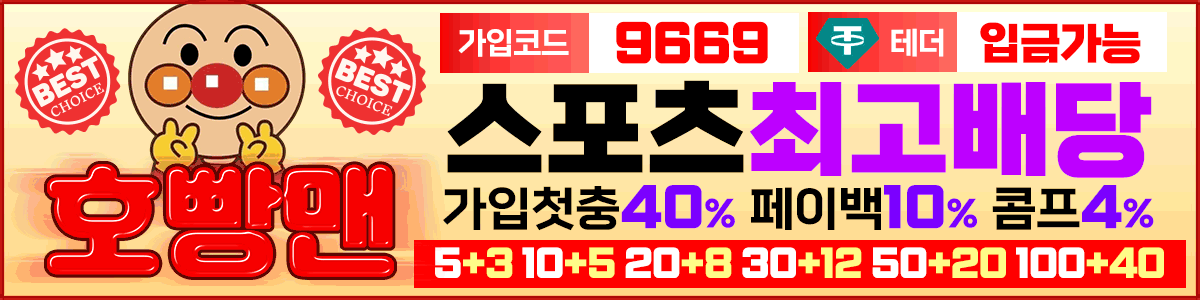 BEST
CHOICE
BEST
CHOICE
호빵맨
가입코드 9669 테더 입금가능
스포츠최고배당
가입첫충40% 페이백10% 콤프4%
5+3 10+5 20+8 30+12 50+20 100+40